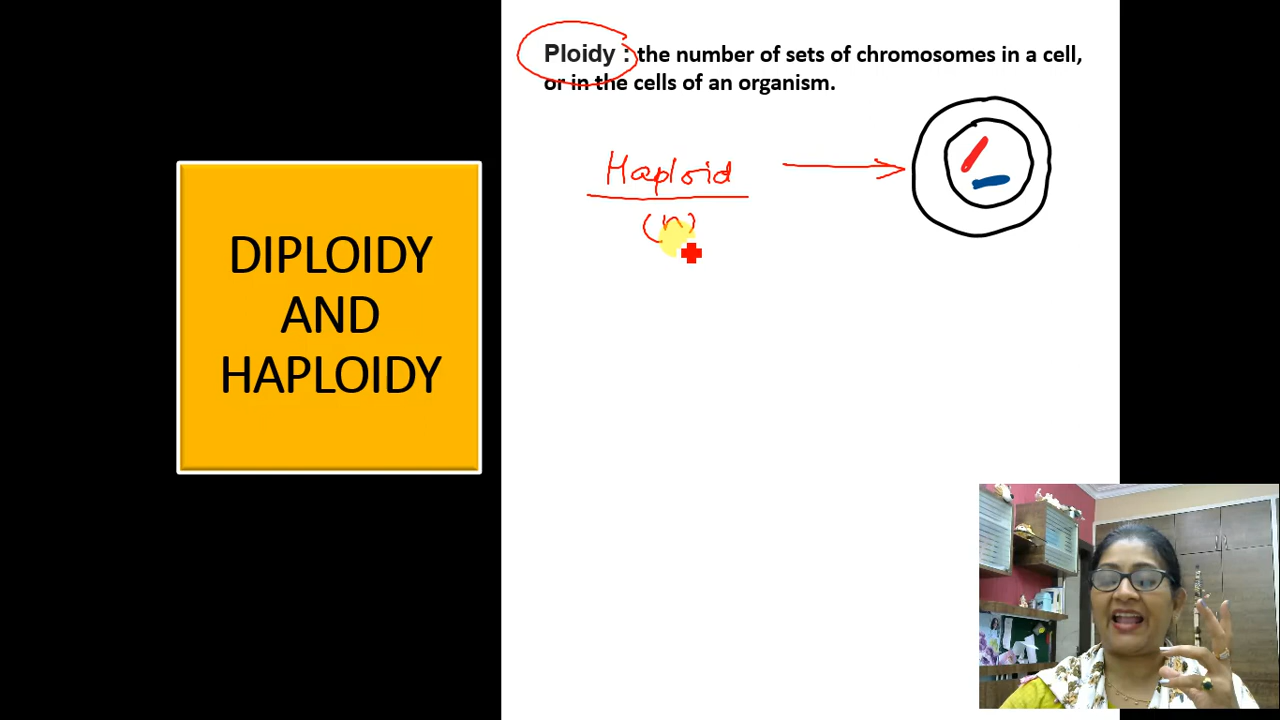 Ploidy : the number of sets of chromosomes in a cell,
or in the cells of an organism.
Haploid
(n)
DIPLOIDY
AND
HAPLOIDY